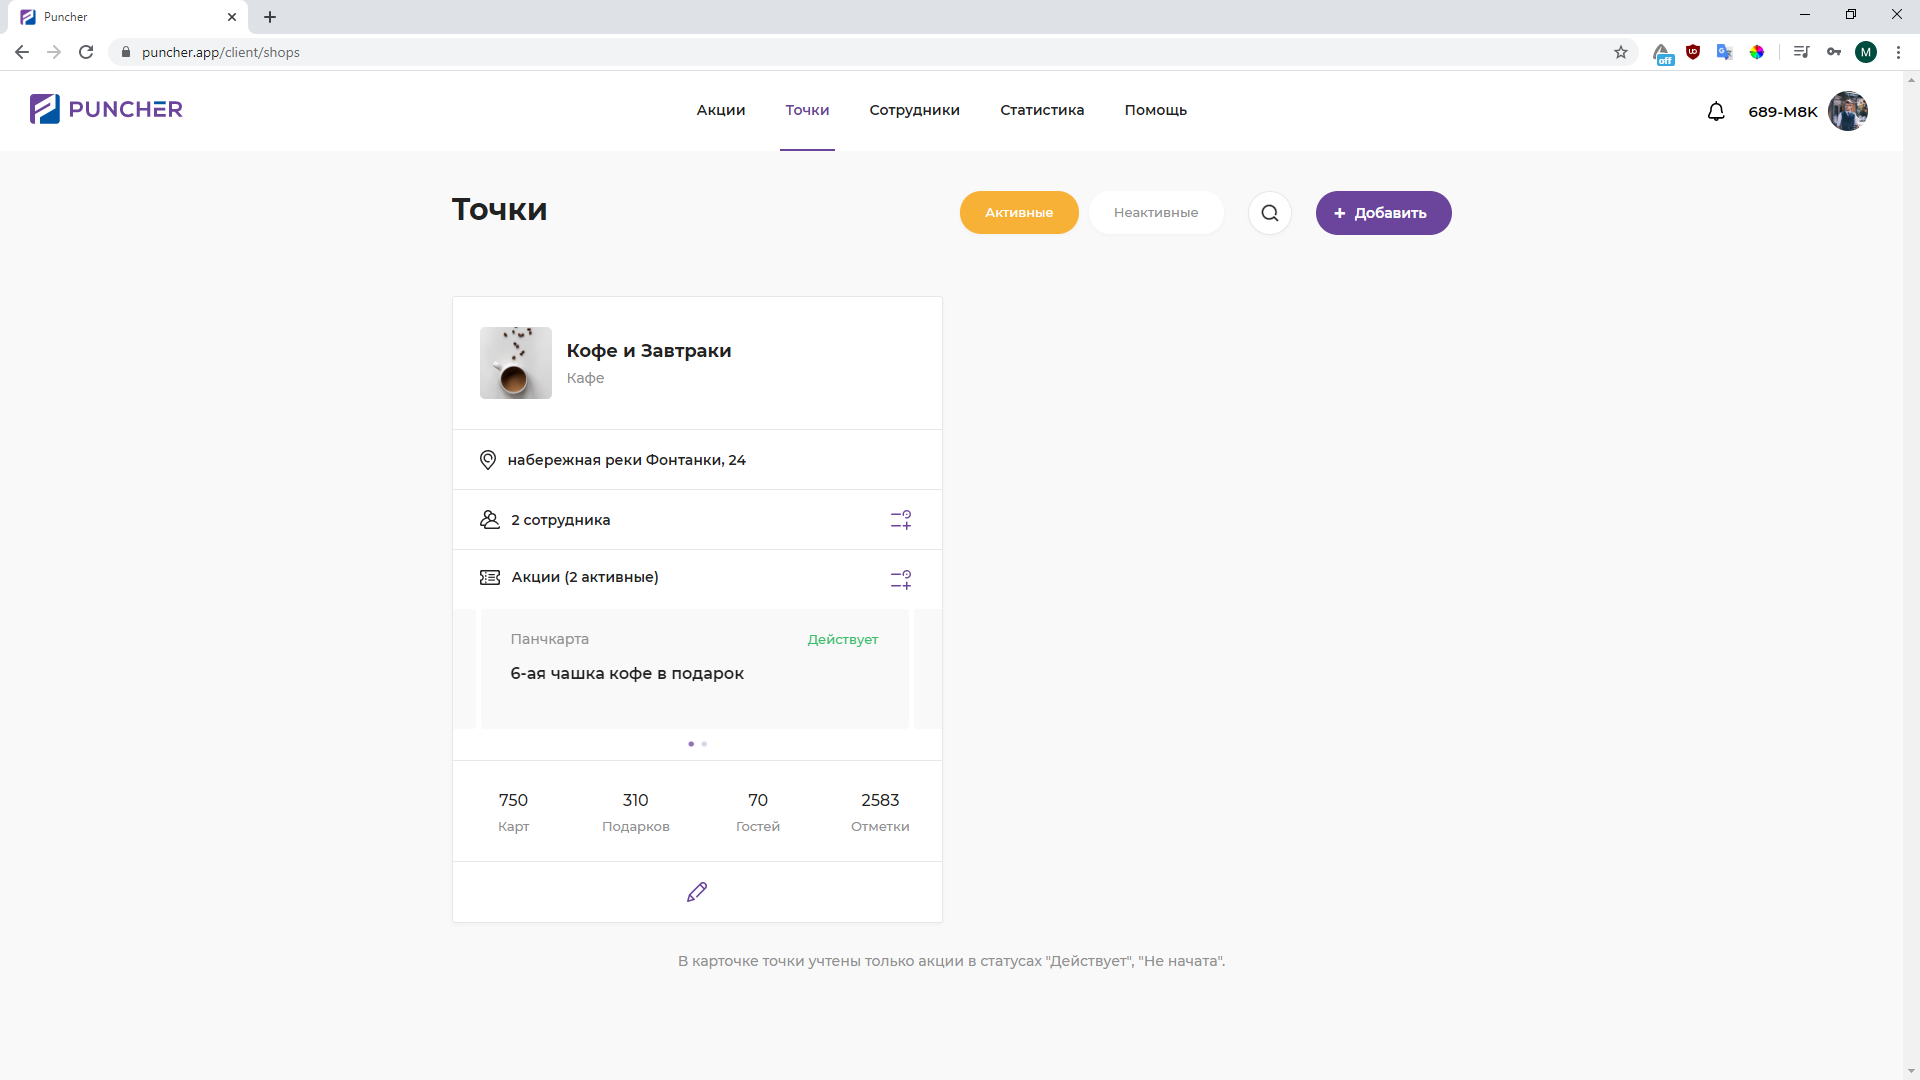 Puncher
puncher.app/client/shops
off
M
PUNCHER
Акции
Точки
Сотрудники
Статистика
Помощь
689-M8K
Точки
Активные
Неактивные
+ Добавить
Кофе и Завтраки
Кафе
набережная реки Фонтанки, 24
2 сотрудника
Акции (2 активные)
Панчкарта
Действует
6-ая чашка кофе в подарок
750
310
70
2583
Карт
Подарков
Гостей
Отметки
В карточке точки учтены только акции в статусах "Действует", "Не начата".